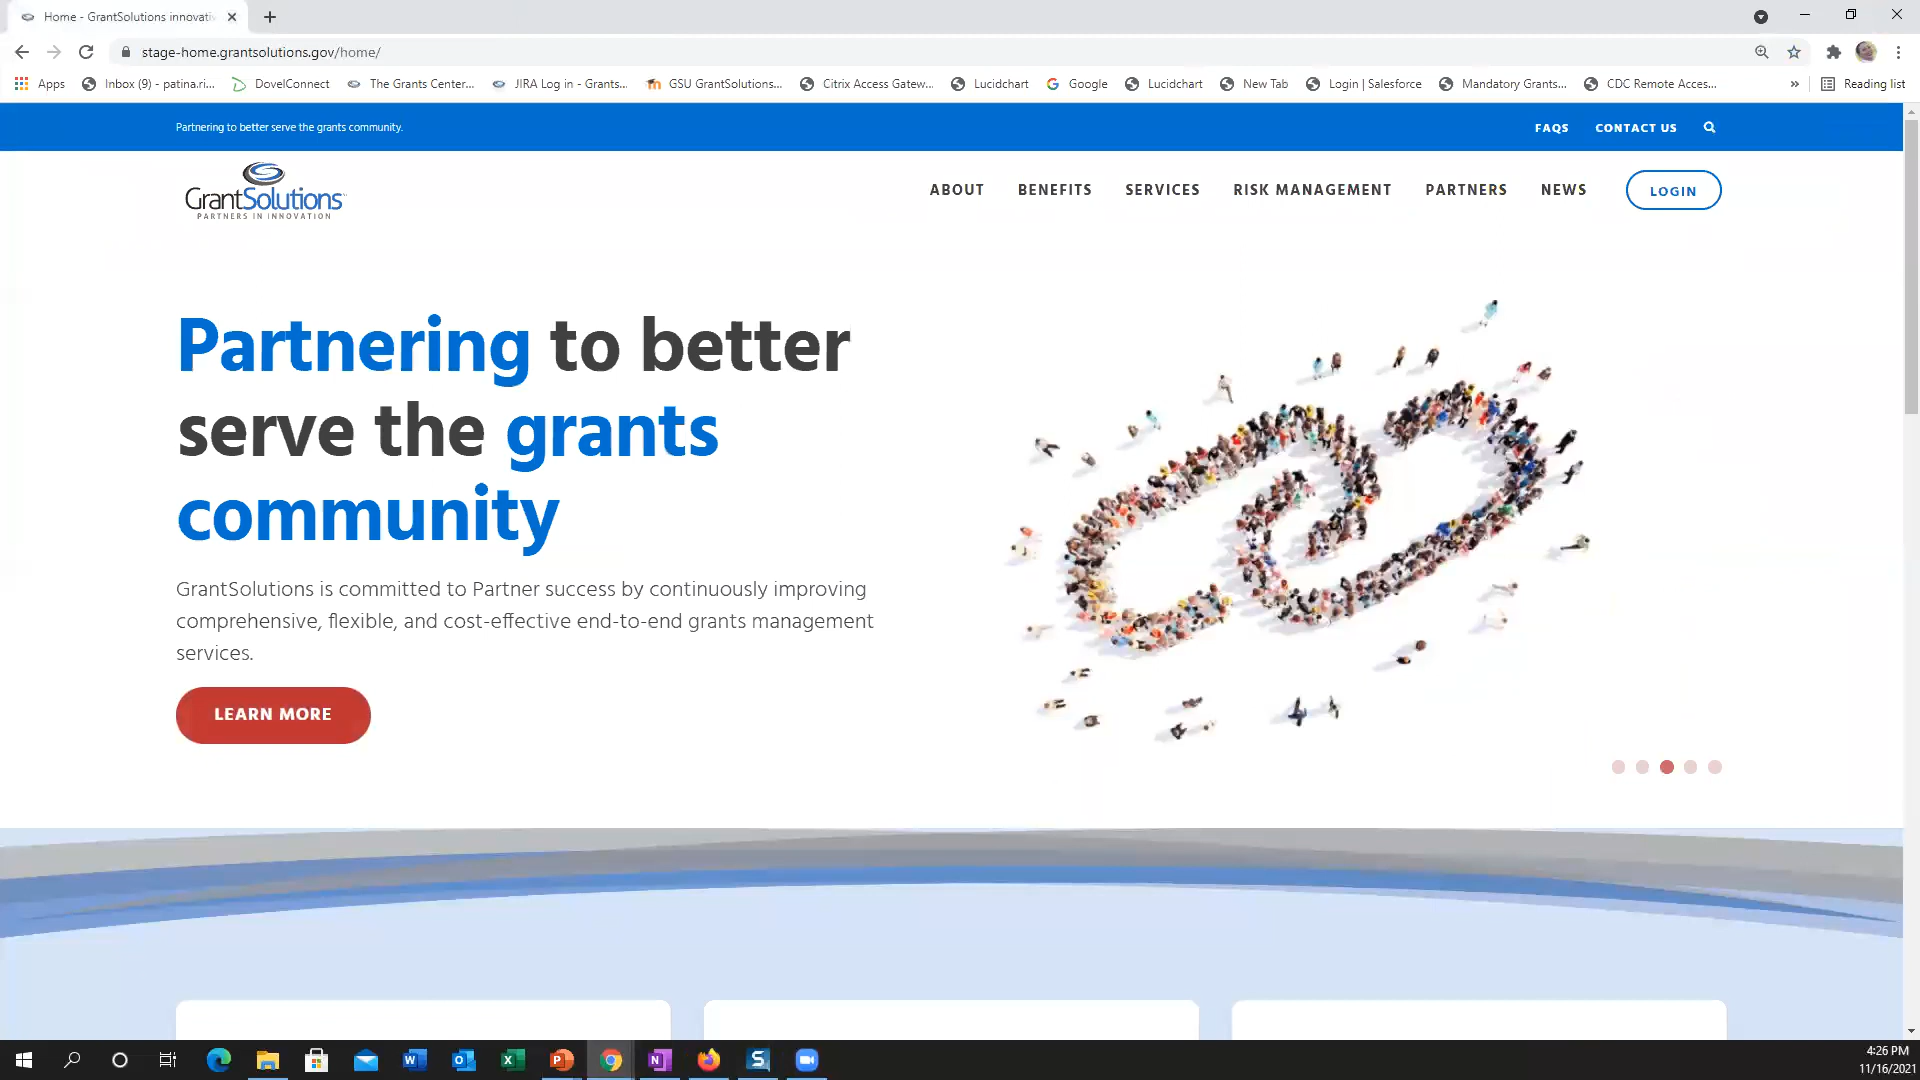 Home - GrantSolutions innovativ
stage-home.grantsolutions.gov/home/
Apps
Inbox (9) - patina.ri...
DovelConnect
The Grants Center...
JIRA Log in - Grants...
GSU GrantSolutions...
Citrix Access Gatew...
Lucidchart
Google
Lucidchart
New Tab
Login | Salesforce
Mandatory Grants...
CDC Remote Acces...
»
Reading list
Partnering to better serve the grants community.
FAQS
CONTACT US
GrantSolutions
PARTNERS IN INNOVATION
ABOUT
BENEFITS
SERVICES
RISK MANAGEMENT
PARTNERS
NEWS
LOGIN
Partnering to better
serve the grants
community
GrantSolutions is committed to Partner success by continuously improving
comprehensive, flexible, and cost-effective end-to-end grants management
services.
LEARN MORE
4:26 PM
11/16/2021